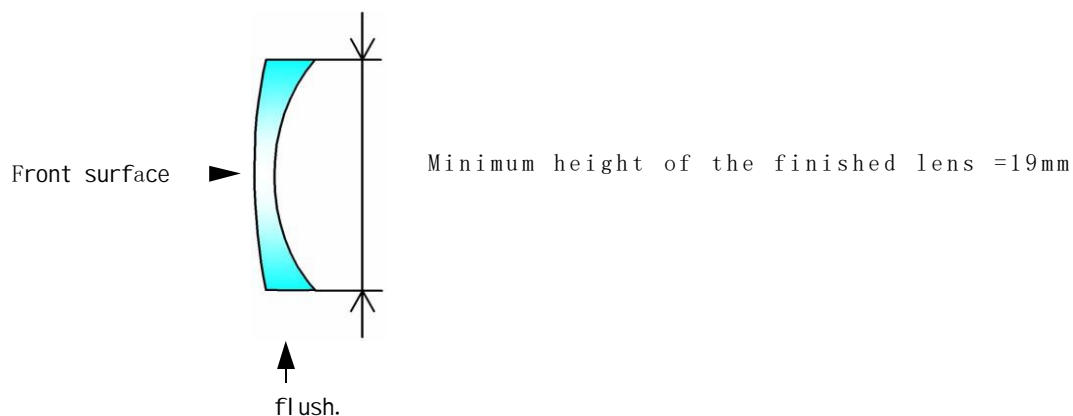 Front surface
Minimum height of the finished lens =19mm
flush.